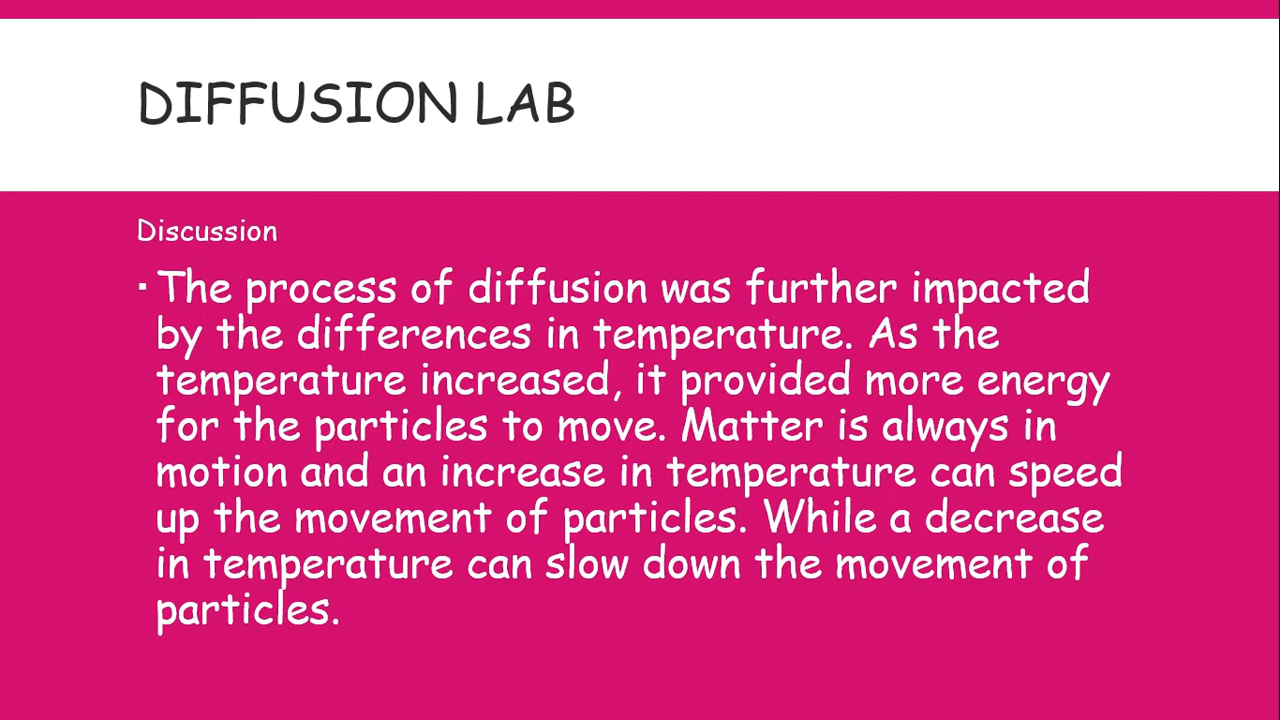 DIFFUSION LAB
Discussion
▪ The process of diffusion was further impacted
by the differences in temperature. As the
temperature increased, it provided more energy
for the particles to move. Matter is always in
motion and an increase in temperature can speed
up the movement of particles. While a decrease
in temperature can slow down the movement of
particles.